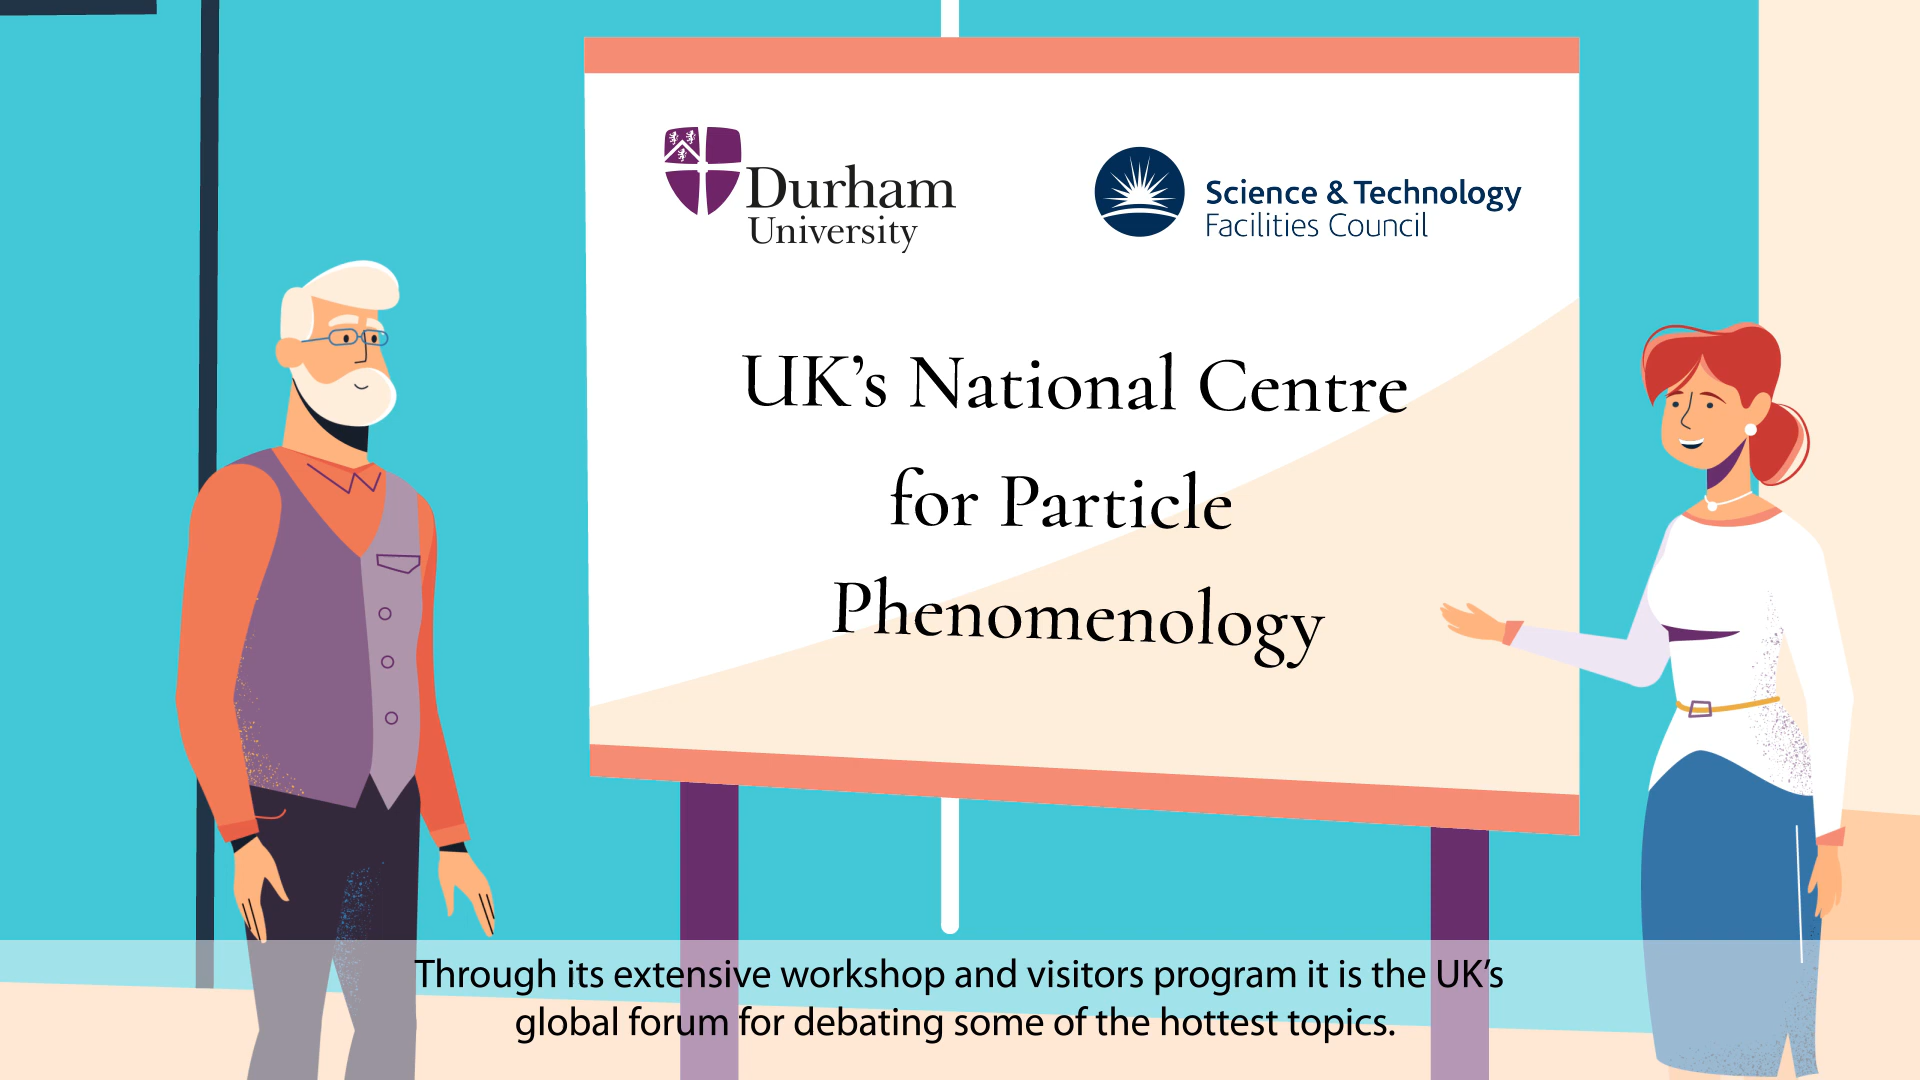 Durham
University
Science & Technology
Facilities Council
UK’s National Centre
for Particle
Phenomenology
Through its extensive workshop and visitors program it is the UK’s
global forum for debating some of the hottest topics.